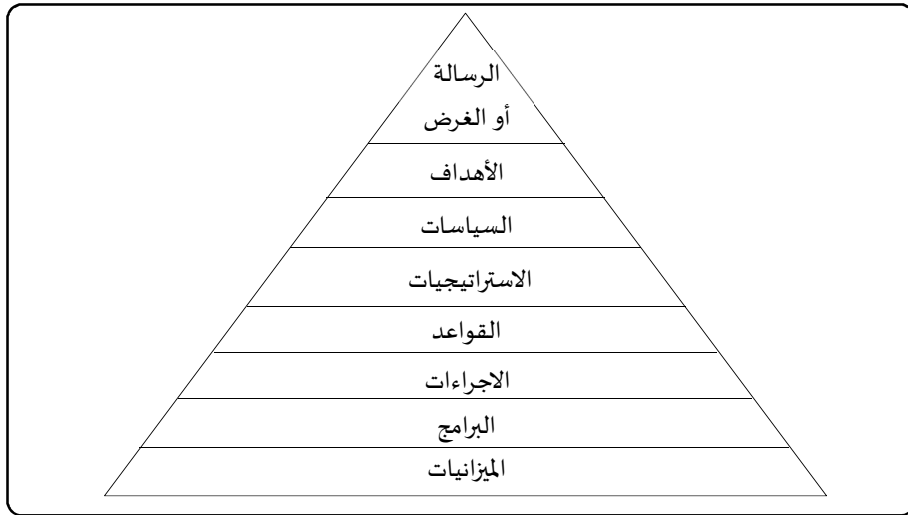 الرسالة
أو الغرض
الأهداف
السياسات
الاستراتيجيات
القواعد
الاجراءات
البرامج
الميزانيات